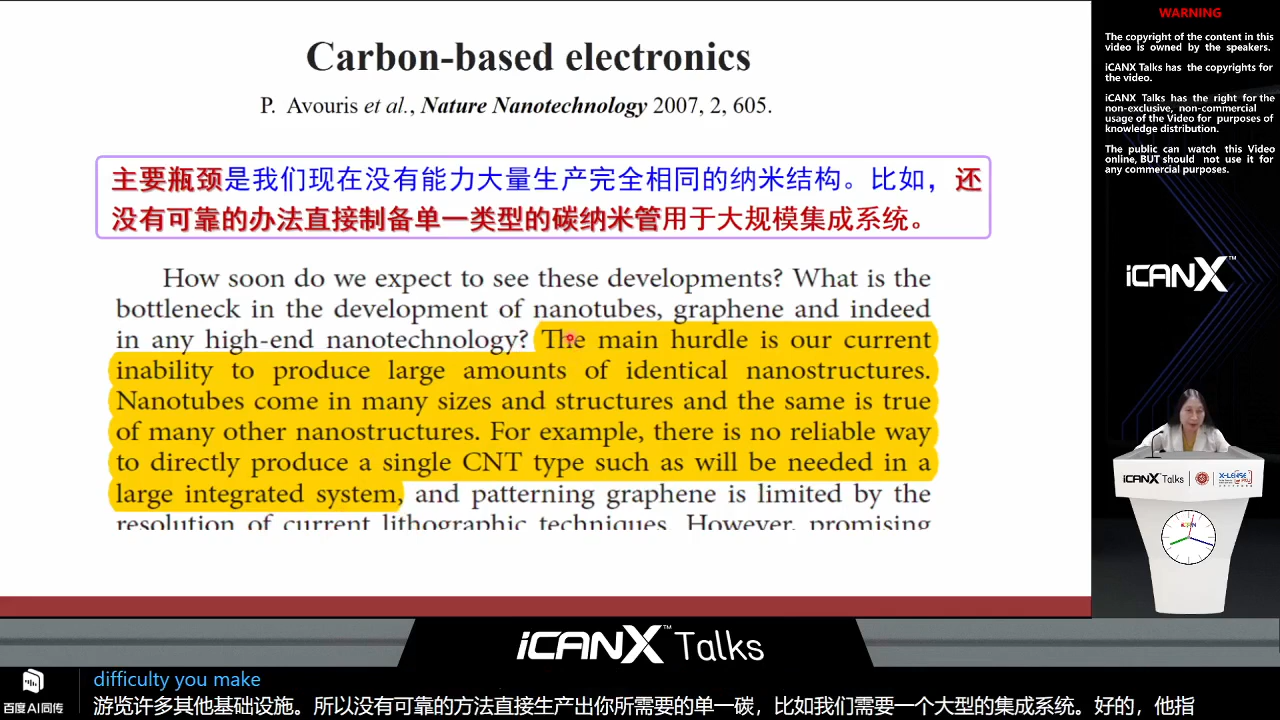 Carbon-based electronics
P. Avouris et al., Nature Nanotechnology 2007, 2, 605.
主要瓶颈是我们现在没有能力大量生产完全相同的纳米结构。比如，还
没有可靠的办法直接制备单一类型的碳纳米管用于大规模集成系统。
How soon do we expect to see these developments? What is the
bottleneck in the development of nanotubes, graphene and indeed
in any high-end nanotechnology? The main hurdle is our current
inability to produce large amounts of identical nanostructures.
Nanotubes come in many sizes and structures and the same is true
of many other nanostructures. For example, there is no reliable way
to directly produce a single CNT type such as will be needed in a
large integrated system, and patterning graphene is limited by the
resolution of current lithographic techniques. However, promising
WARNING
The copyright of the content in this
video is owned by the speakers.
iCANX Talks has the copyrights for
the video.
iCANX Talks has the right for the
non-exclusive, non-commercial
usage of the Video for purposes of
knowledge distribution.
The public can watch this Video
online, BUT should not use it for
any commercial purposes.
iCANX™
iCANX Talks
X-LENSE
iCANX™ Talks
difficulty you make
游览许多其他基础设施。所以没有可靠的方法直接生产出你所需要的单一碳，比如我们需要一个大型的集成系统。好的，他指
百度AI同传